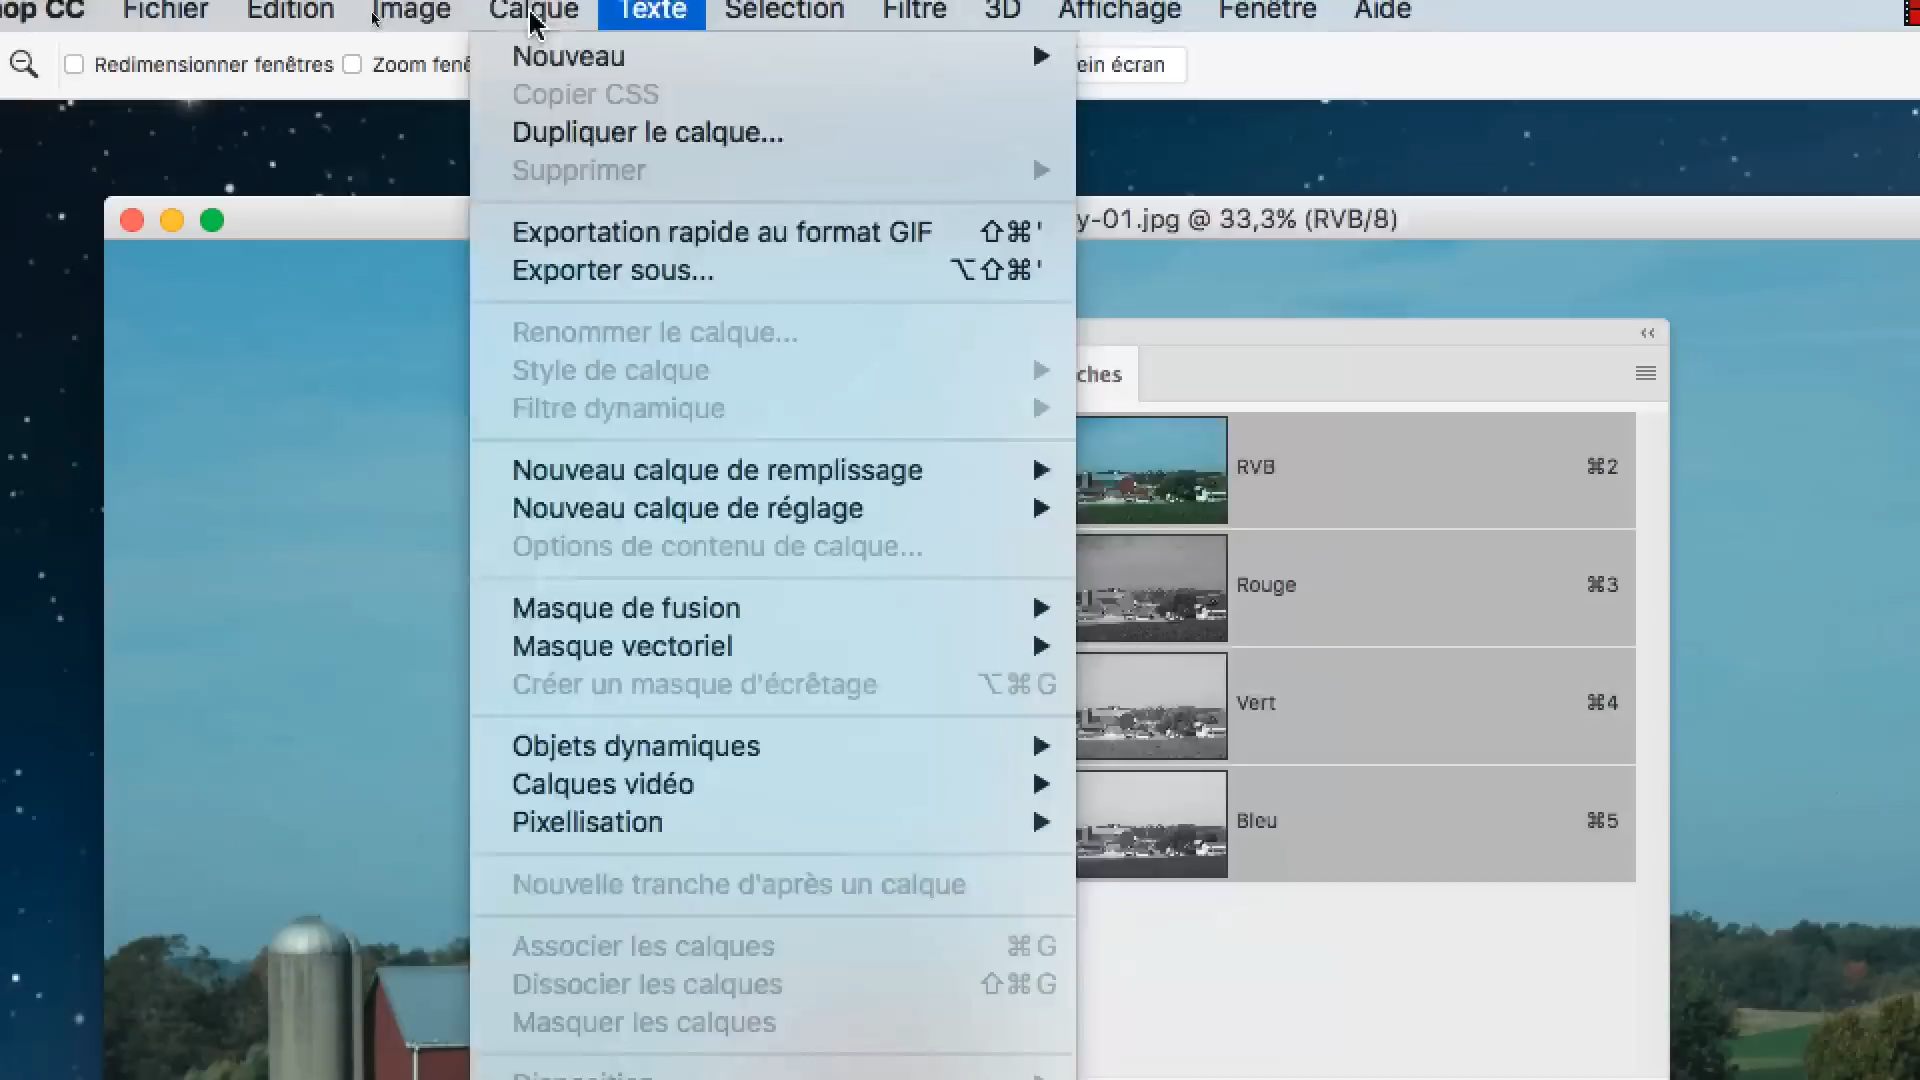 op CC Fichier Edition Image Calque Texte Sélection Filtre 3D Affichage Fenêtre Aide
Redimensionner fenêtres Zoom fenê
ein écran
Nouveau
Copier CSS
Dupliquer le calque...
Supprimer
Exportation rapide au format GIF ⇧⌘'
Exporter sous... ⌥⇧⌘'
Renommer le calque...
Style de calque
Filtre dynamique
Nouveau calque de remplissage
Nouveau calque de réglage
Options de contenu de calque...
Masque de fusion
Masque vectoriel
Créer un masque d'écrêtage ⌥⌘G
Objets dynamiques
Calques vidéo
Pixellisation
Nouvelle tranche d'après un calque
Associer les calques ⌘G
Dissocier les calques ⇧⌘G
Masquer les calques
y-01.jpg @ 33,3% (RVB/8)
ches
RVB ⌘2
Rouge ⌘3
Vert ⌘4
Bleu ⌘5